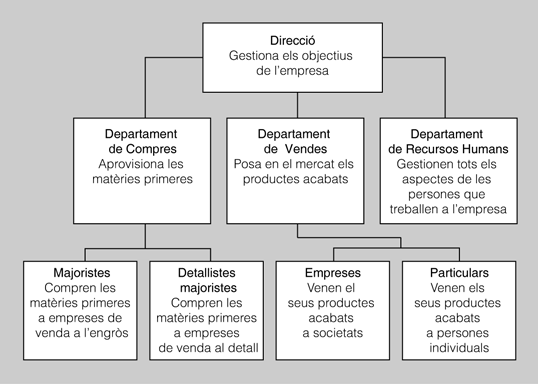 Direcció
Gestiona els objectius
de l'empresa
Departament
de Compres
Aprovisiona les
matèries primeres
Departament
de Vendes
Posa en el mercat els
productes acabats
Departament
de Recursos Humans
Gestionen tots els
aspectes de les
persones que
treballen a l'empresa
Majoristes
Compren les
matèries primeres
a empreses de
venda a l'engròs
Detallistes
majoristes
Compren les
matèries primeres
a empreses
de venda al detall
Empreses
Venen el
seus productes
acabats
a societats
Particulars
Venen els
seus productes
acabats
a persones
individuals